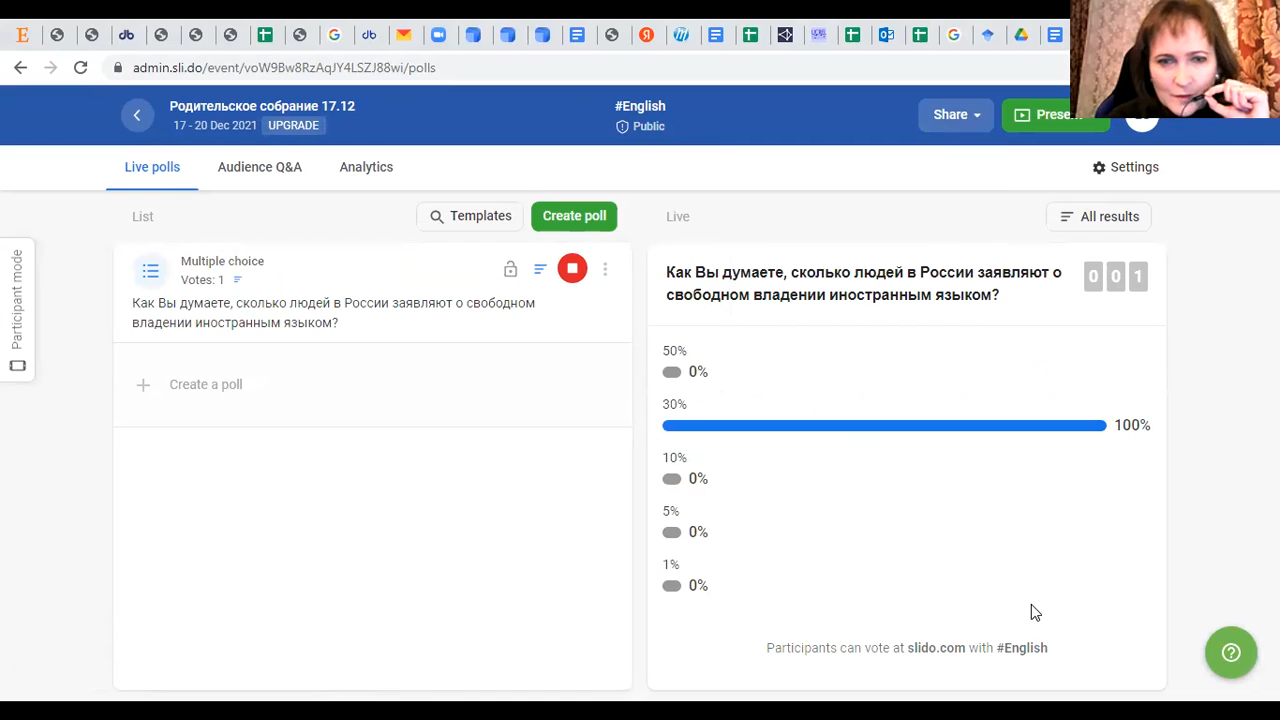 admin.sli.do/event/voW9Bw8RzAqJY4LSZJ88wi/polls
Родительское собрание 17.12
17 - 20 Dec 2021 UPGRADE
#English
Public
Share
Present
Live polls
Audience Q&A
Analytics
Settings
Participant mode
List
Templates
Create poll
Multiple choice
Votes: 1
Как Вы думаете, сколько людей в России заявляют о свободном
владении иностранным языком?
Create a poll
Live
All results
Как Вы думаете, сколько людей в России заявляют о
свободном владении иностранным языком?
0 0 1
50%
0%
30%
100%
10%
0%
5%
0%
1%
0%
Participants can vote at slido.com with #English